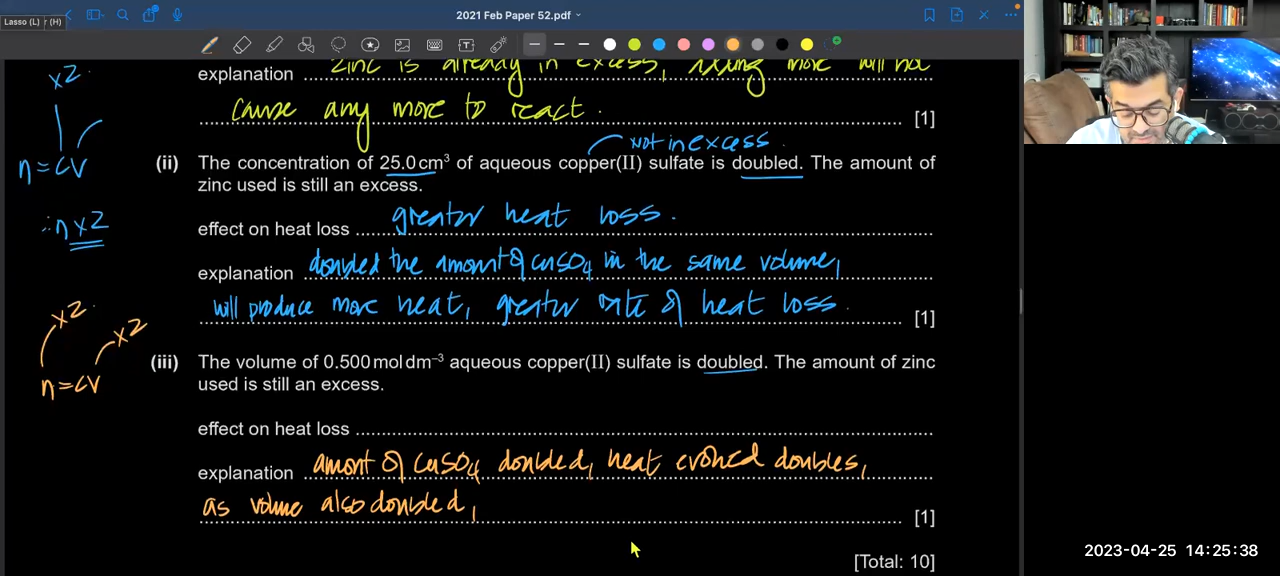 2021 Feb Paper 52.pdf
Lasso (L)
(H)
x2
zinc is already in excess, adding more will not
explanation
cause any more to react.
[1]
not in excess.
n = CV
(ii) The concentration of 25.0 cm³ of aqueous copper(II) sulfate is doubled. The amount of
zinc used is still an excess.
∴ n x2
effect on heat loss greater heat loss.
explanation doubled the amount of CuSO4 in the same volume,
will produce more heat, greater rate of heat loss.
[1]
x2
x2
n = CV
(iii) The volume of 0.500 mol dm⁻³ aqueous copper(II) sulfate is doubled. The amount of zinc
used is still an excess.
effect on heat loss
explanation amont of CuSO4 doubled, heat evolved doubles,
as volume also doubled,
[1]
[Total: 10]
2023-04-25 14:25:38